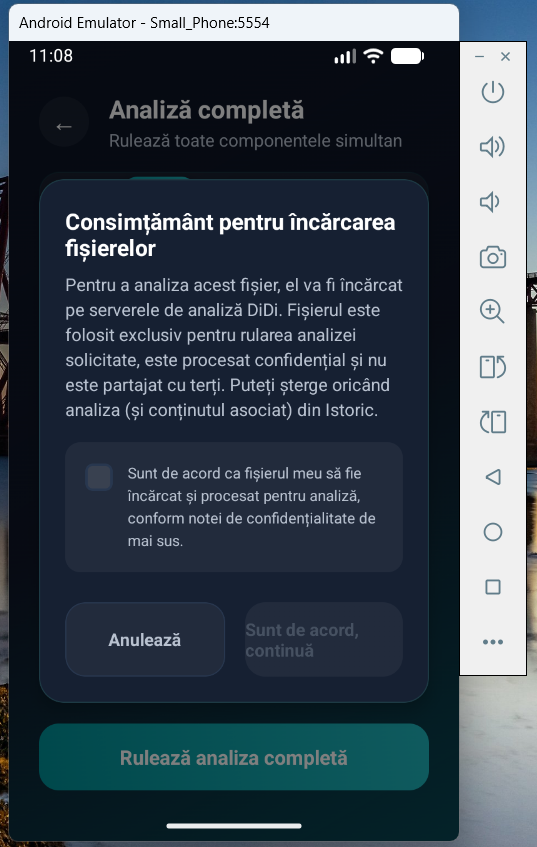 Android Emulator - Small_Phone:5554
11:08
Analiză completă
Rulează toate componentele simultan
Consimțământ pentru încărcarea
fișierelor
Pentru a analiza acest fișier, el va fi încărcat
pe serverele de analiză DiDi. Fișierul este
folosit exclusiv pentru rularea analizei
solicitate, este procesat confidențial și nu
este partajat cu terți. Puteți șterge oricând
analiza (și conținutul asociat) din Istoric.
Sunt de acord ca fișierul meu să fie
încărcat și procesat pentru analiză,
conform notei de confidențialitate de
mai sus.
Anulează
Sunt de acord,
continuă
Rulează analiza completă